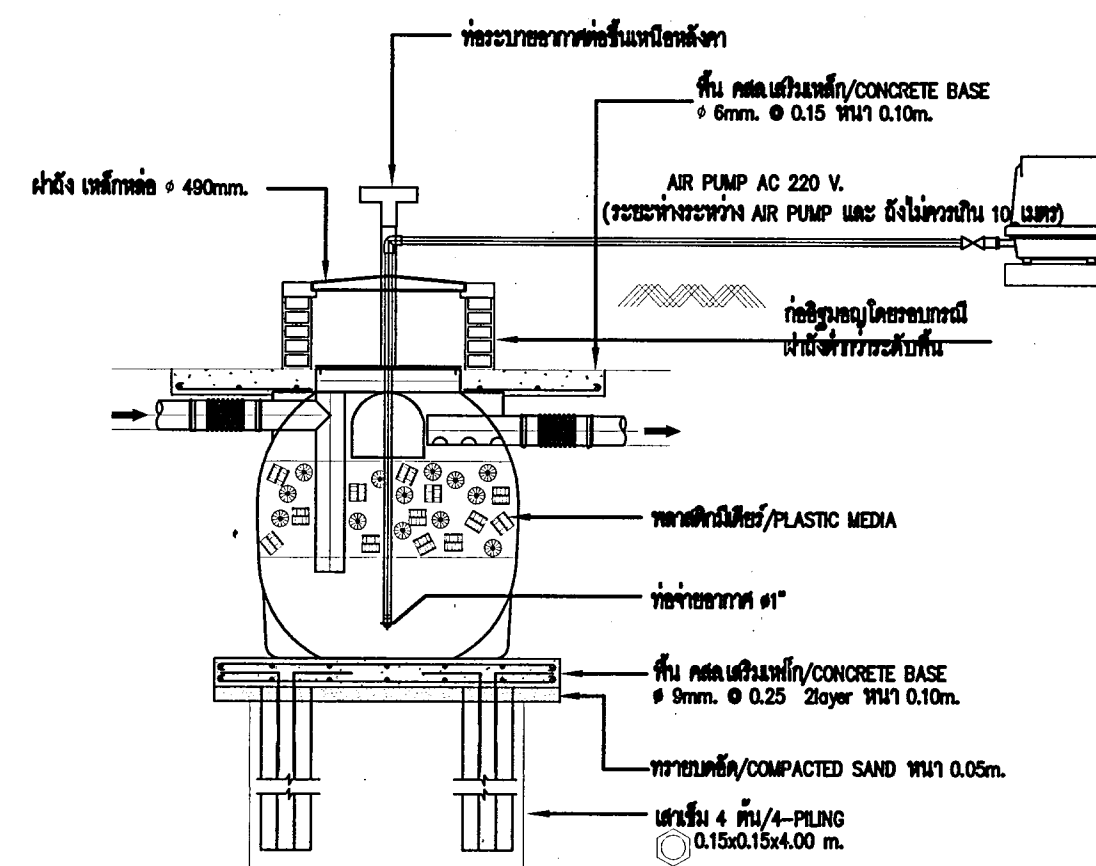 ท่อระบายอากาศต่อขึ้นเหนือหลังคา
พื้น คสล.เสริมเหล็ก/CONCRETE BASE
ø 6mm. @ 0.15 หนา 0.10m.
ฝาถัง เหล็กหล่อ ø 490mm.
AIR PUMP AC 220 V.
(ระยะห่างระหว่าง AIR PUMP และ ถังไม่ควรเกิน 10 เมตร)
ก่ออิฐมอญโดยรอบกรณี
ฝาถังต่ำกว่าระดับพื้น
พลาสติกมีเดียร์/PLASTIC MEDIA
ท่อจ่ายอากาศ ø1"
พื้น คสล.เสริมเหล็ก/CONCRETE BASE
ø 9mm. @ 0.25 2layer หนา 0.10m.
ทรายบดอัด/COMPACTED SAND หนา 0.05m.
เสาเข็ม 4 ต้น/4-PILING
0.15x0.15x4.00 m.